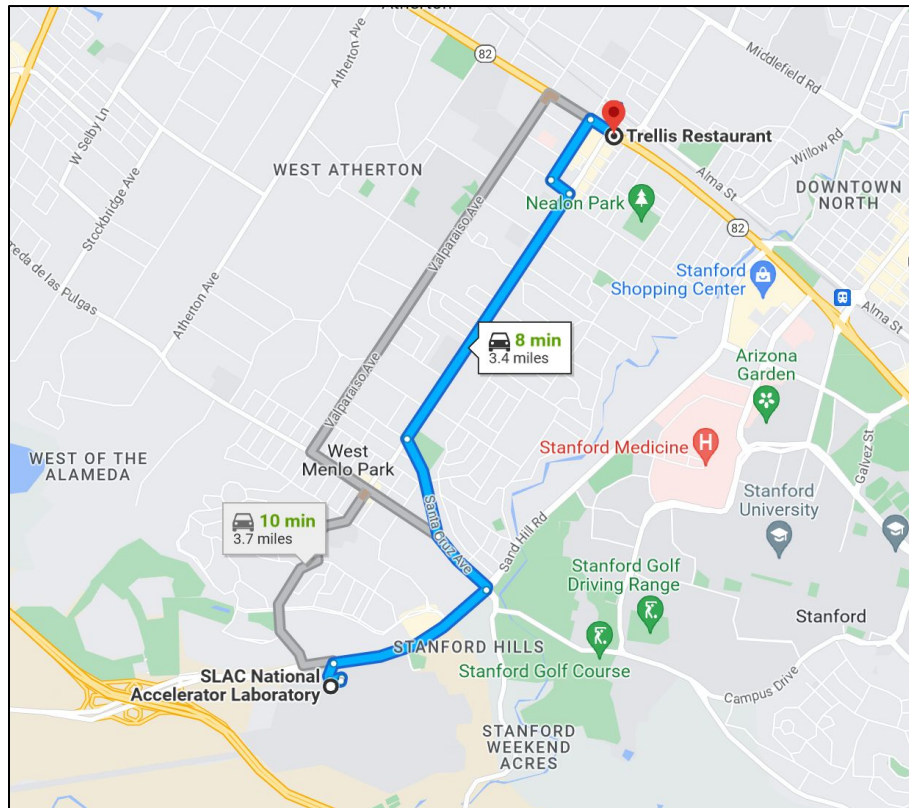 Atherton
82
Middlefield Rd
Atherton Ave
W Selby Ln
Trellis Restaurant
WEST ATHERTON
Stockbridge Ave
Willow Rd
Alma St
DOWNTOWN
NORTH
Nealon Park
Valparaiso Ave
82
Atherton Ave
Stanford
Shopping Center
Alma St
8 min
3.4 miles
Arizona
Garden
Valparaiso Ave
Stanford Medicine
H
Galvez St
West
Menlo Park
WEST OF THE
ALAMEDA
Stanford
University
10 min
3.7 miles
Santa Cruz Ave
Sand Hill Rd
Stanford Golf
Driving Range
Stanford
STANFORD HILLS
Stanford Golf Course
SLAC National
Accelerator Laboratory
Campus Drive
STANFORD
WEEKEND
ACRES